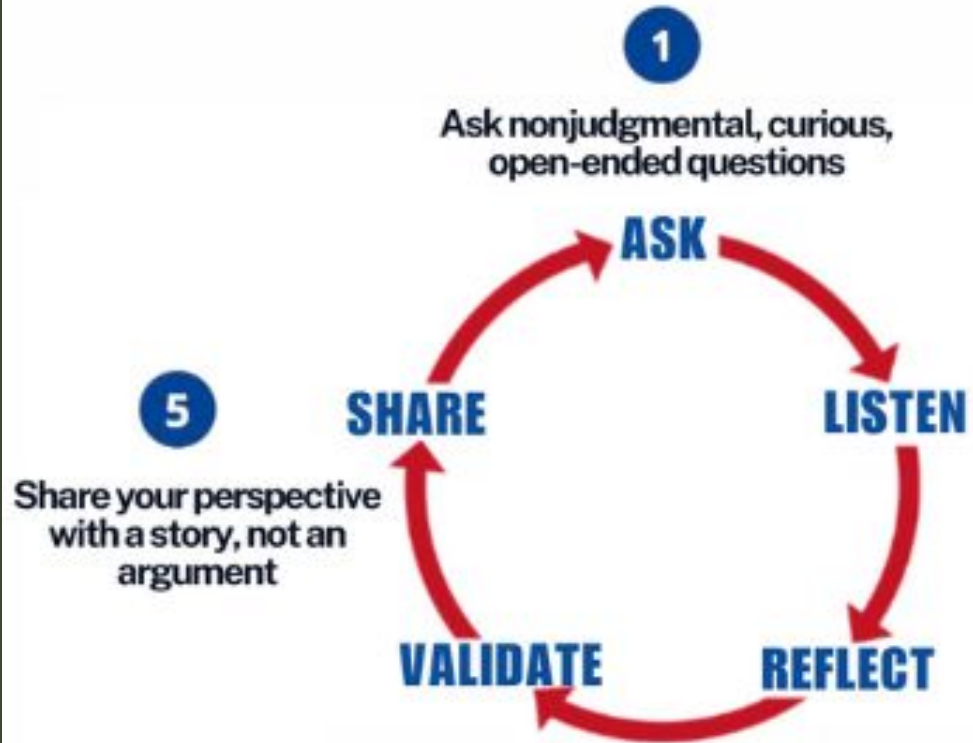 1
Ask nonjudgmental, curious,
open-ended questions
ASK
LISTEN
REFLECT
VALIDATE
SHARE
5
Share your perspective
with a story, not an
argument